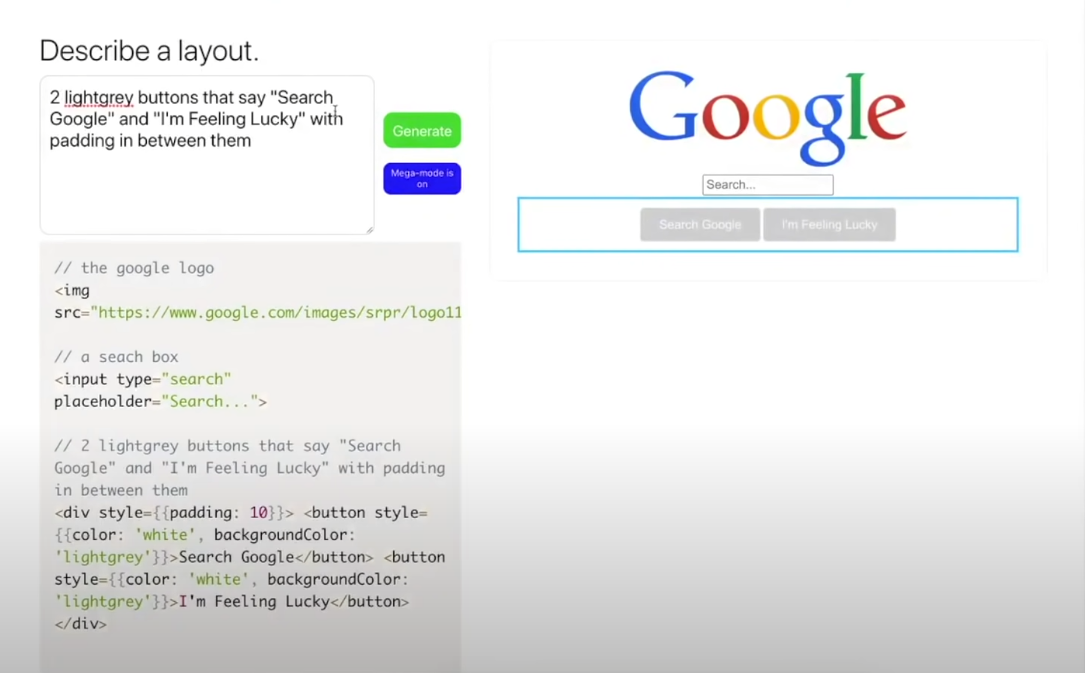 Describe a layout.
2 lightgrey buttons that say "Search
Google" and "I'm Feeling Lucky" with
padding in between them
Generate
Mega-mode is
on
// the google logo
<img
src="https://www.google.com/images/srpr/logo11
// a seach box
<input type="search"
placeholder="Search...">
// 2 lightgrey buttons that say "Search
Google" and "I'm Feeling Lucky" with padding
in between them
<div style={{padding: 10}}> <button style=
{{color: 'white', backgroundColor:
'lightgrey'}}>Search Google</button> <button
style={{color: 'white', backgroundColor:
'lightgrey'}}>I'm Feeling Lucky</button>
</div>
Google
Search...
Search Google
I'm Feeling Lucky